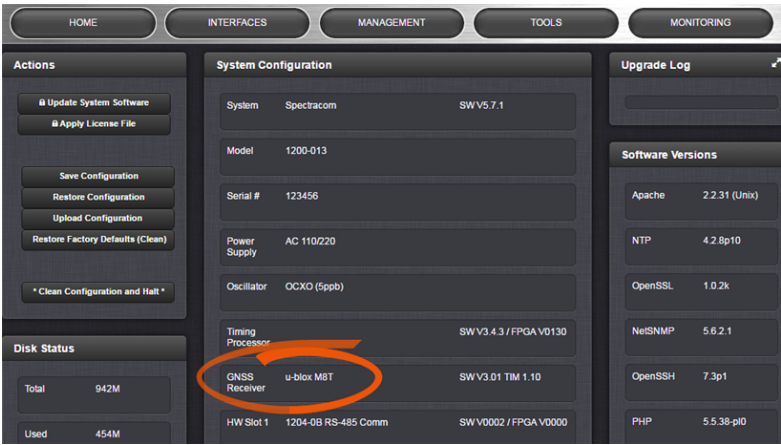 HOME INTERFACES MANAGEMENT TOOLS MONITORING
Actions
Update System Software
Apply License File
Save Configuration
Restore Configuration
Upload Configuration
Restore Factory Defaults (Clean)
* Clean Configuration and Halt *
Disk Status
Total 942M
Used 454M
System Configuration
System Spectracom SW V5.7.1
Model 1200-013
Serial # 123456
Power
Supply AC 110/220
Oscillator OCXO (5ppb)
Timing
Processor SW V3.4.3 / FPGA V0130
GNSS
Receiver u-blox M8T SW V3.01 TIM 1.10
HW Slot 1 1204-0B RS-485 Comm SW V0002 / FPGA V0000
Upgrade Log
Software Versions
Apache 2.2.31 (Unix)
NTP 4.2.8p10
OpenSSL 1.0.2k
NetSNMP 5.6.2.1
OpenSSH 7.3p1
PHP 5.5.38-pl0